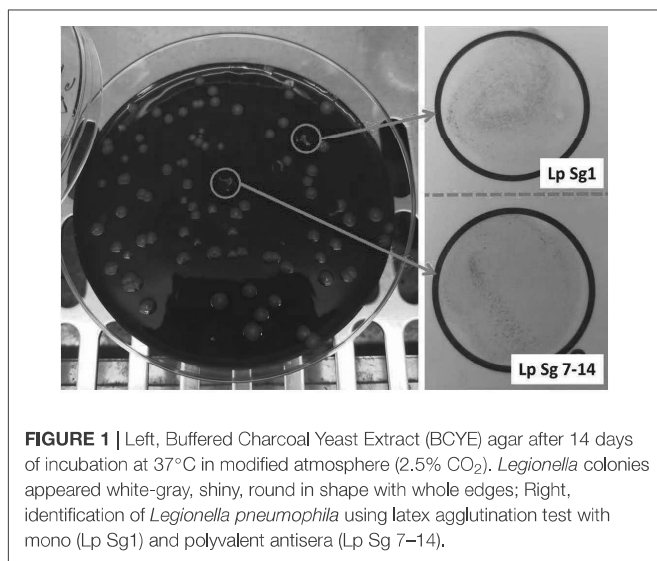 Lp Sg1
Lp Sg 7-14
FIGURE 1 | Left, Buffered Charcoal Yeast Extract (BCYE) agar after 14 days
of incubation at 37°C in modified atmosphere (2.5% CO₂). Legionella colonies
appeared white-gray, shiny, round in shape with whole edges; Right,
identification of Legionella pneumophila using latex agglutination test with
mono (Lp Sg1) and polyvalent antisera (Lp Sg 7–14).